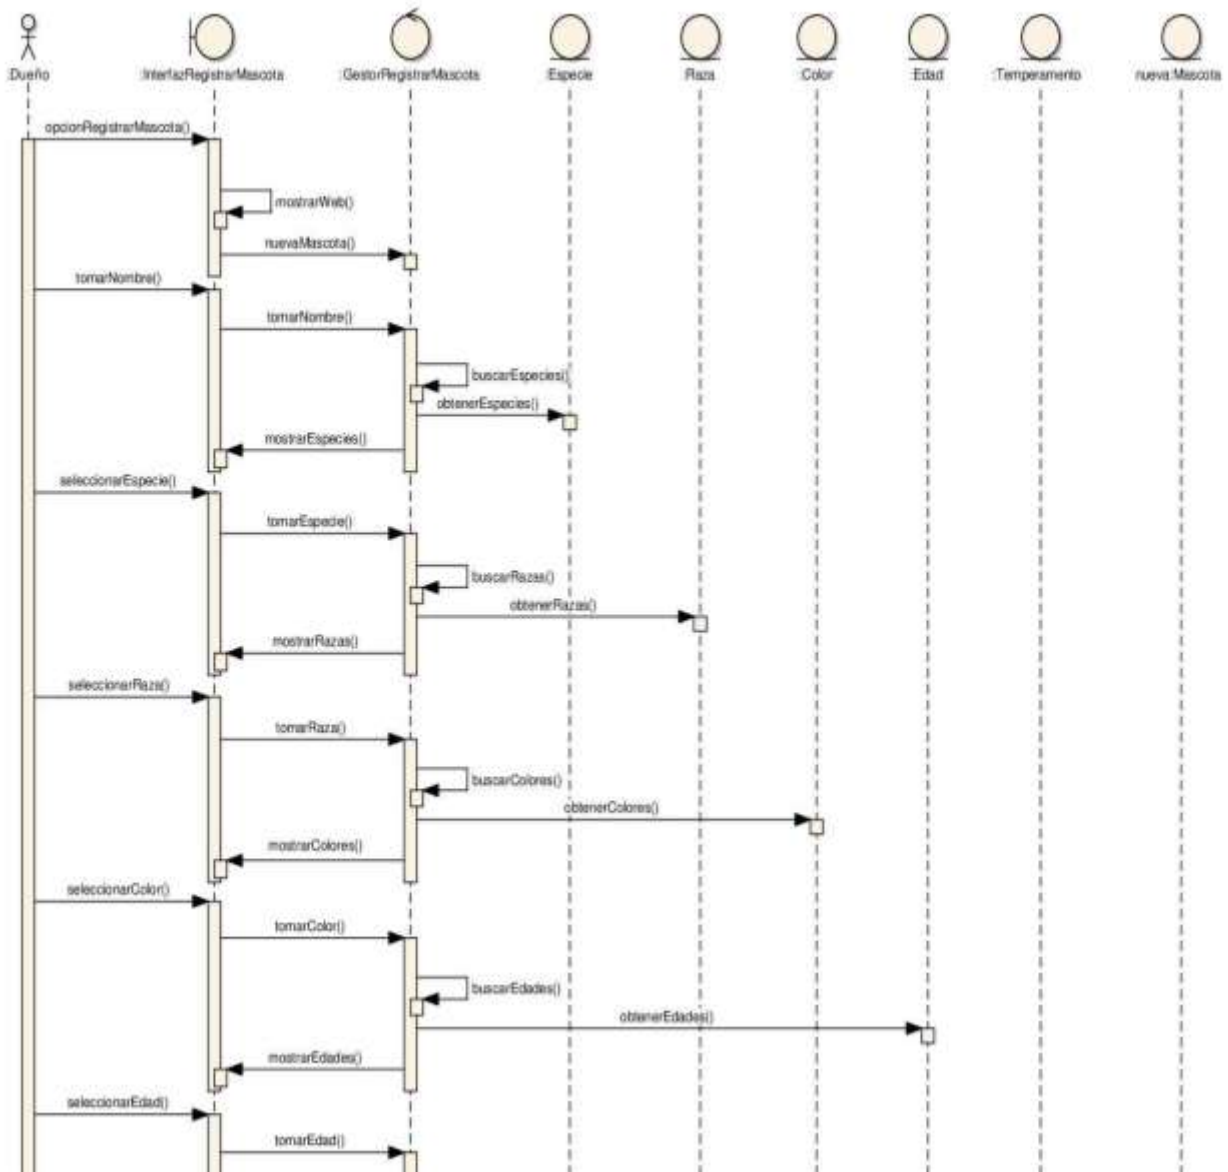 :Dueño
:InterfazRegistrarMascota
:GestorRegistrarMascota
:Especie
:Raza
:Color
:Edad
:Temperamento
nueva:Mascota
opcionRegistrarMascota()
mostrarWeb()
nuevaMascota()
tomarNombre()
tomarNombre()
buscarEspecies()
obtenerEspecies()
mostrarEspecies()
seleccionarEspecie()
tomarEspecie()
buscarRazas()
obtenerRazas()
mostrarRazas()
seleccionarRaza()
tomarRaza()
buscarColores()
obtenerColores()
mostrarColores()
seleccionarColor()
tomarColor()
buscarEdades()
obtenerEdades()
mostrarEdades()
seleccionarEdad()
tomarEdad()